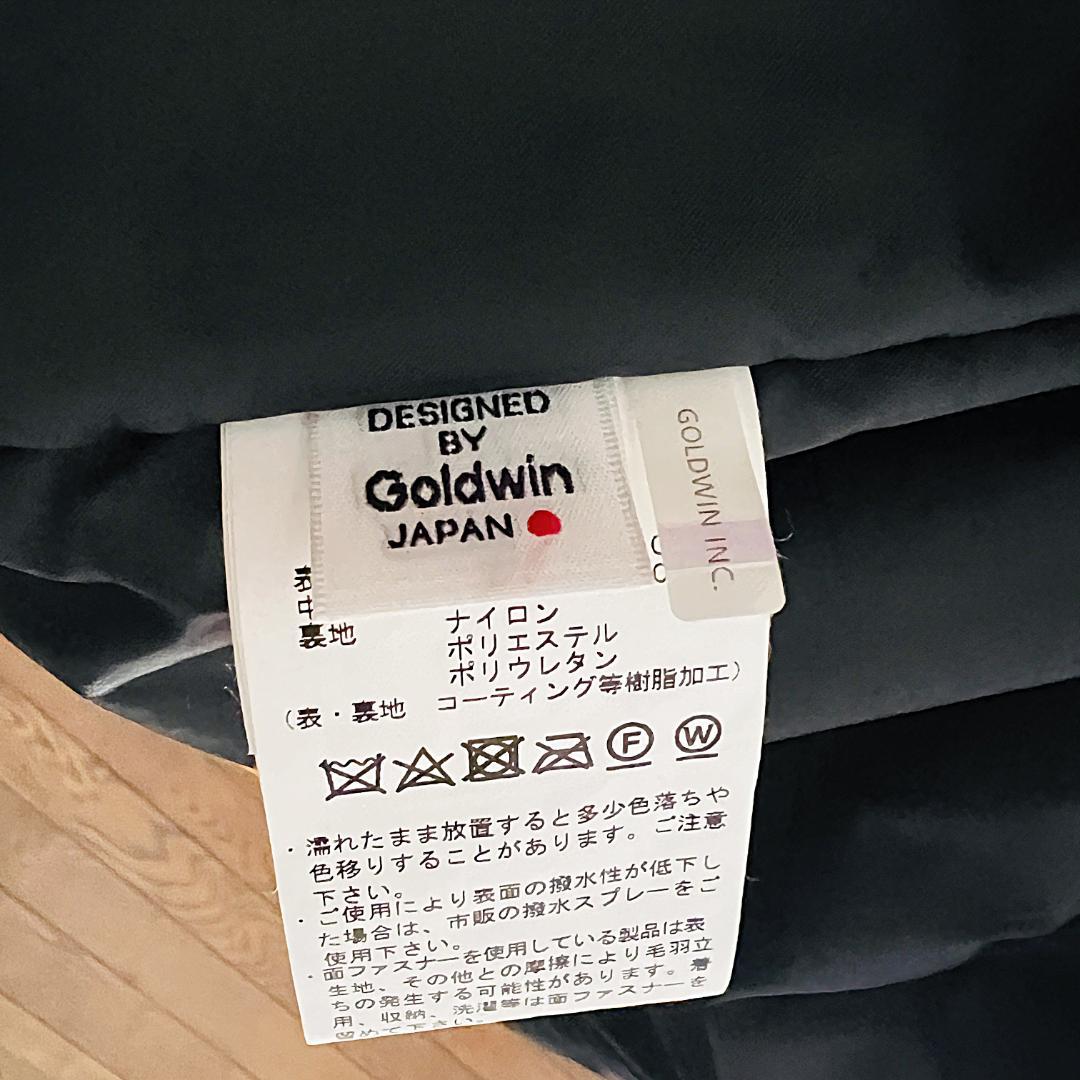 DESIGNED
BY
Goldwin
JAPAN
GOLDWIN INC.
裏地 ナイロン
ポリエステル
ポリウレタン
(表・裏地 コーティング等樹脂加工)
F W
・濡れたまま放置すると多少色落ちや
色移りすることがあります。ご注意
下さい。
・ご使用により表面の撥水性が低下し
た場合は、市販の撥水スプレーをご
使用下さい。
・面ファスナーを使用している製品は表
生地、その他との摩擦により毛羽立
ちの発生する可能性があります。着
用、収納、洗濯等は面ファスナーを
留めて下さい。